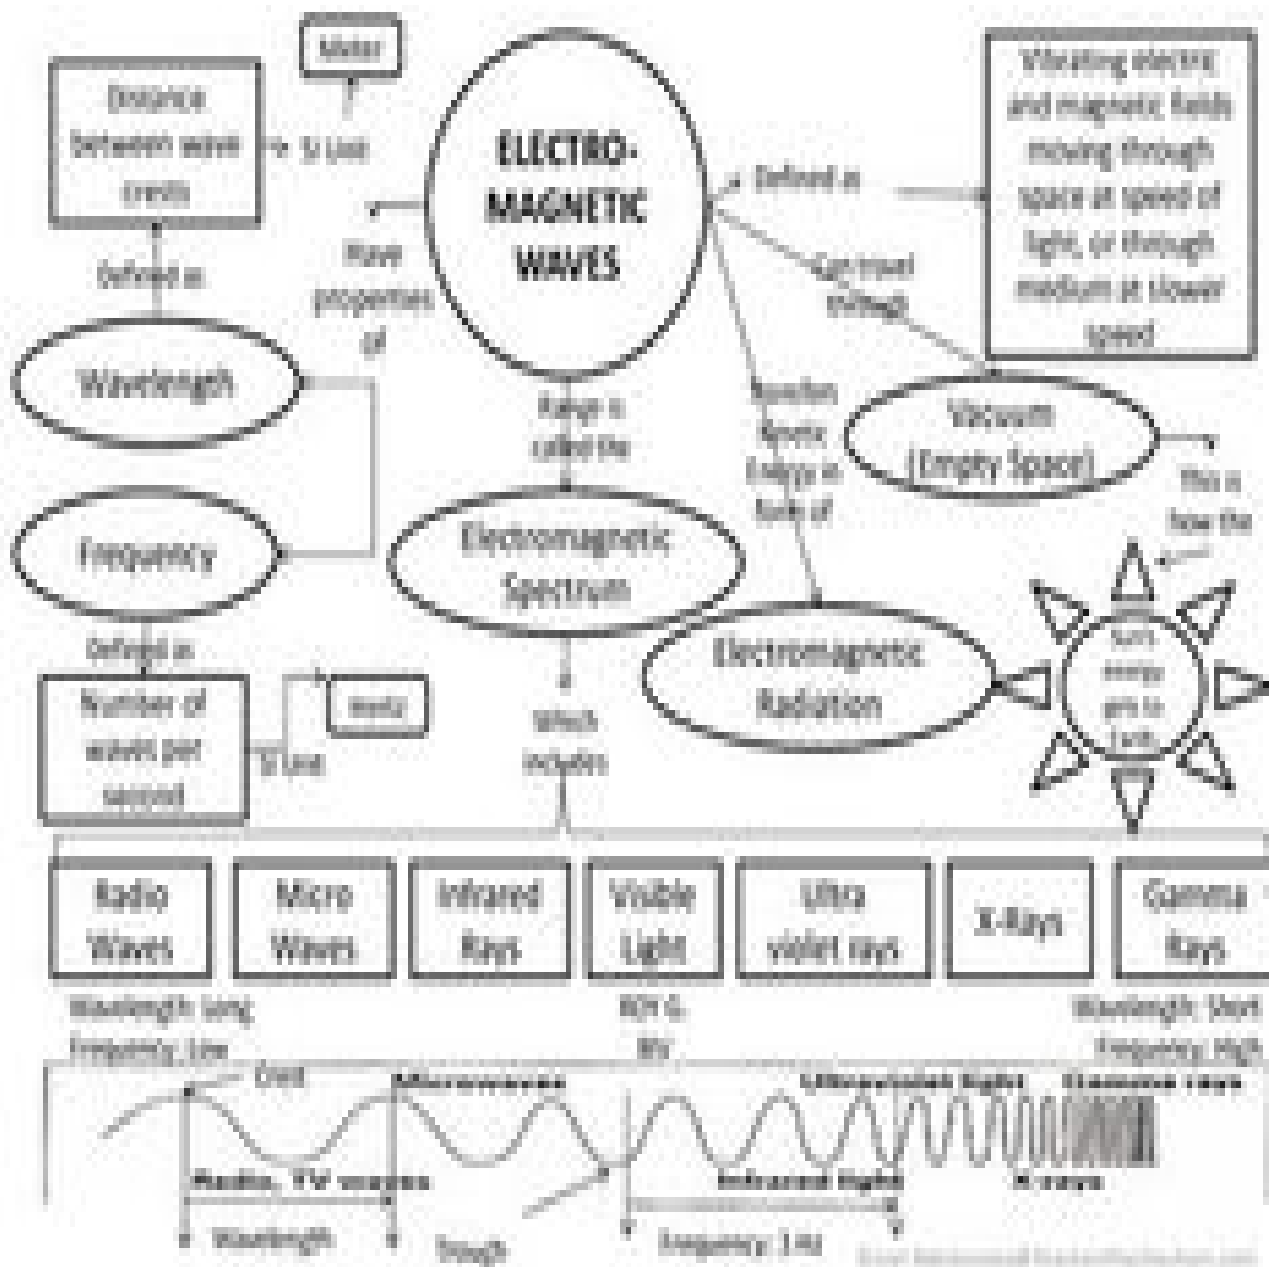 Meter
Distance
between wave
crests
SI Unit
ELECTRO-
MAGNETIC
WAVES
Defined as
Vibrating electric
and magnetic fields
moving through
space at speed of
light, or through
medium at slower
speed
Have
properties
of
Defined as
Can travel
through
Wavelength
Range is
called the
Kinetic
Energy in
form of
Vacuum
(Empty Space)
This is
how the
Frequency
Electromagnetic
Spectrum
Defined as
Electromagnetic
Radiation
Sun's
energy
gets to
Earth
Number of
waves per
second
SI Unit
Hertz
Which
includes
Radio
Waves
Micro
Waves
Infrared
Rays
Visible
Light
Ultra
violet rays
X-Rays
Gamma
Rays
Wavelength: Long
Frequency: Low
ROY G
BIV
Wavelength: Short
Frequency: High
Crest
Microwaves
Ultraviolet light
Gamma rays
Radio, TV waves
Infrared light
X-rays
Wavelength
Trough
Frequency: 3 Hz